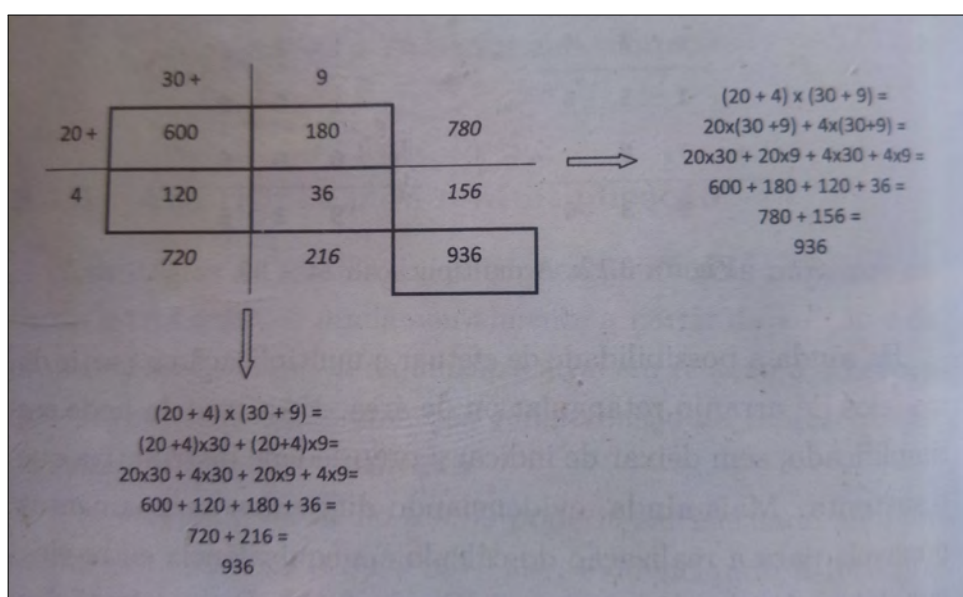 30 + 9
20 + 600 180 780
4 120 36 156
720 216 936
(20 + 4) x (30 + 9) =
20x(30 +9) + 4x(30+9) =
20x30 + 20x9 + 4x30 + 4x9 =
600 + 180 + 120 + 36 =
780 + 156 =
936
(20 + 4) x (30 + 9) =
(20 +4)x30 + (20+4)x9=
20x30 + 4x30 + 20x9 + 4x9=
600 + 120 + 180 + 36 =
720 + 216 =
936